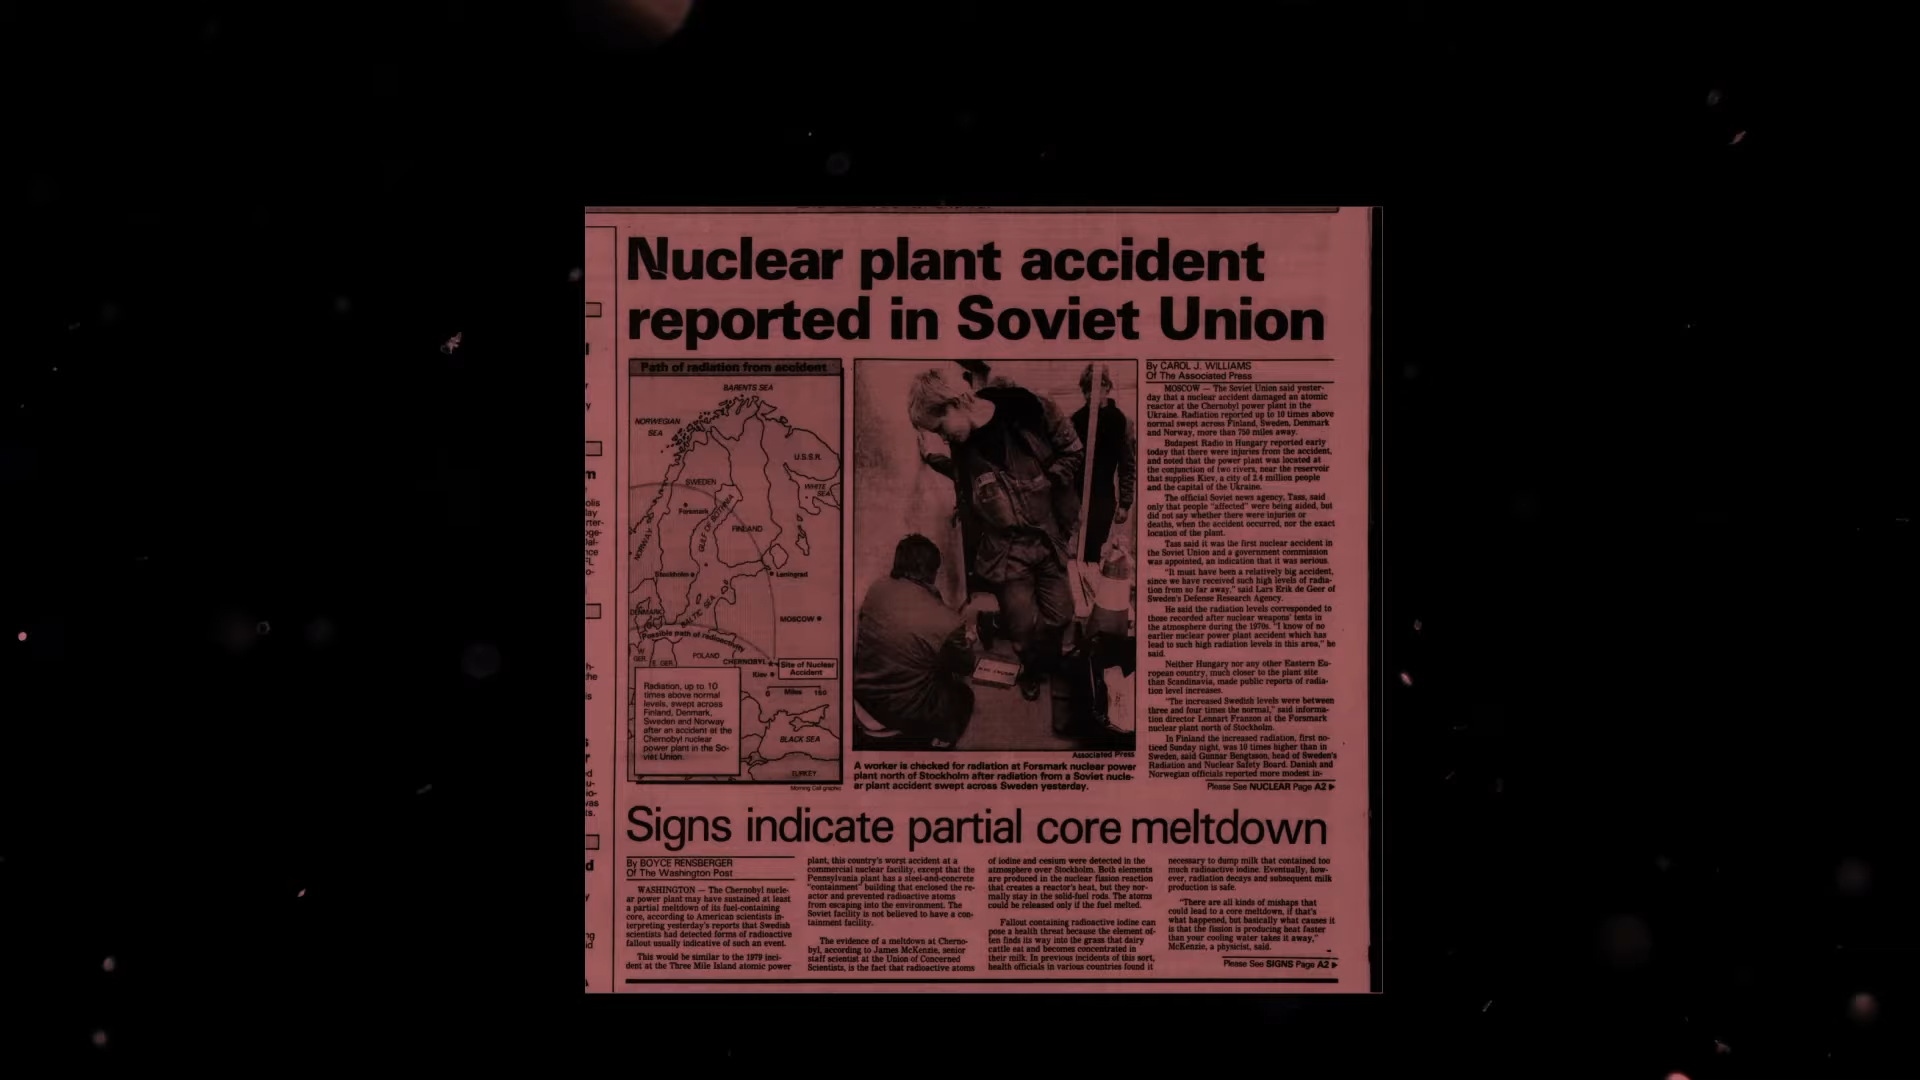 Nuclear plant accident
reported in Soviet Union
Path of radiation from accident
BARENTS SEA
NORWEGIAN
SEA
U.S.S.R.
WHITE
SEA
SWEDEN
Forsmark
GULF OF BOTHNIA
FINLAND
NORWAY
Stockholm
Leningrad
DENMARK
BALTIC SEA
MOSCOW
Possible path of radioactivity
W.
GER.
E. GER.
POLAND
CHERNOBYL
Site of Nuclear
Accident
Kiev
0 Miles 150
Radiation, up to 10
times above normal
levels, swept across
Finland, Denmark,
Sweden and Norway
after an accident at the
Chernobyl nuclear
power plant in the So-
viet Union.
BLACK SEA
TURKEY
Morning Call graphic
Associated Press
A worker is checked for radiation at Forsmark nuclear power
plant north of Stockholm after radiation from a Soviet nucle-
ar plant accident swept across Sweden yesterday.
By CAROL J. WILLIAMS
Of The Associated Press
MOSCOW — The Soviet Union said yester-
day that a nuclear accident damaged an atomic
reactor at the Chernobyl power plant in the
Ukraine. Radiation reported up to 10 times above
normal swept across Finland, Sweden, Denmark
and Norway, more than 750 miles away.
Budapest Radio in Hungary reported early
today that there were injuries from the accident,
and noted that the power plant was located at
the conjunction of two rivers, near the reservoir
that supplies Kiev, a city of 2.4 million people
and the capital of the Ukraine.
The official Soviet news agency, Tass, said
only that people "affected" were being aided, but
did not say whether there were injuries or
deaths, when the accident occurred, nor the exact
location of the plant.
Tass said it was the first nuclear accident in
the Soviet Union and a government commission
was appointed, an indication that it was serious.
"It must have been a relatively big accident,
since we have received such high levels of radia-
tion from so far away," said Lars Erik de Geer of
Sweden's Defense Research Agency.
He said the radiation levels corresponded to
those recorded after nuclear weapons' tests in
the atmosphere during the 1970s. "I know of no
earlier nuclear power plant accident which has
lead to such high radiation levels in this area," he
said.
Neither Hungary nor any other Eastern Eu-
ropean country, much closer to the plant site
than Scandinavia, made public reports of radia-
tion level increases.
"The increased Swedish levels were between
three and four times the normal," said informa-
tion director Lennart Franzon at the Forsmark
nuclear plant north of Stockholm.
In Finland the increased radiation, first no-
ticed Sunday night, was 10 times higher than in
Sweden, said Gunnar Bengtsson, head of Sweden's
Radiation and Nuclear Safety Board. Danish and
Norwegian officials reported more modest in-
Please See NUCLEAR Page A2
Signs indicate partial core meltdown
By BOYCE RENSBERGER
Of The Washington Post
WASHINGTON — The Chernobyl nucle-
ar power plant may have sustained at least
a partial meltdown of its fuel-containing
core, according to American scientists in-
terpreting yesterday's reports that Swedish
scientists had detected forms of radioactive
fallout usually indicative of such an event.
This would be similar to the 1979 inci-
dent at the Three Mile Island atomic power
plant, this country's worst accident at a
commercial nuclear facility, except that the
Pennsylvania plant has a steel-and-concrete
"containment" building that enclosed the re-
actor and prevented radioactive atoms
from escaping into the environment. The
Soviet facility is not believed to have a con-
tainment facility.
The evidence of a meltdown at Cherno-
byl, according to James McKenzie, senior
staff scientist at the Union of Concerned
Scientists, is the fact that radioactive atoms
of iodine and cesium were detected in the
atmosphere over Stockholm. Both elements
are produced in the nuclear fission reaction
that creates a reactor's heat, but they nor-
mally stay in the solid-fuel rods. The atoms
could be released only if the fuel melted.
Fallout containing radioactive iodine can
pose a health threat because the element of-
ten finds its way into the grass that dairy
cattle eat and becomes concentrated in
their milk. In previous incidents of this sort,
health officials in various countries found it
necessary to dump milk that contained too
much radioactive iodine. Eventually, how-
ever, radiation decays and subsequent milk
production is safe.
"There are all kinds of mishaps that
could lead to a core meltdown, if that's
what happened, but basically what causes it
is that the fission is producing heat faster
than your cooling water takes it away,"
McKenzie, a physicist, said.
Please See SIGNS Page A2